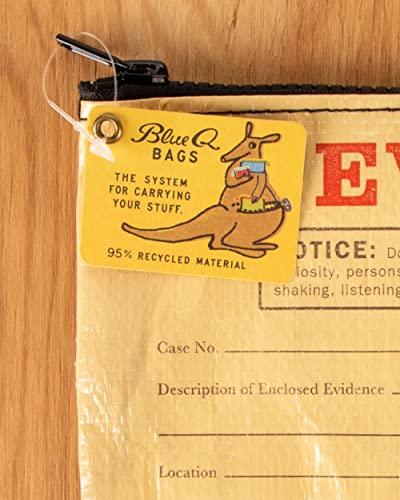 Blue Q
BAGS
THE SYSTEM
FOR CARRYING
YOUR STUFF.
95% RECYCLED MATERIAL
EV
NOTICE: Do
shaking, listening
Case No.
Description of Enclosed Evidence
Location